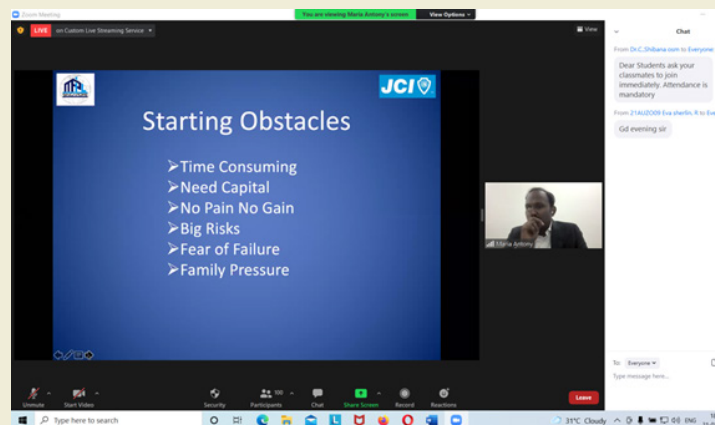 Zoom Meeting
You are viewing Maria Antony's screen
View Options
LIVE
on Custom Live Streaming Service
View
JCI
Starting Obstacles
➢Time Consuming
➢Need Capital
➢No Pain No Gain
➢Big Risks
➢Fear of Failure
➢Family Pressure
Maria Antony
Chat
From Dr.C.Shibana.som to Everyone:
Dear Students ask your
classmates to join
immediately. Attendance is
mandatory
From 21AUZO09 Eva sherlin. R to Eve
Gd evening sir
To: Everyone
Type message here...
Unmute
Start Video
Security
Participants
100
Chat
Share Screen
Record
Reactions
Leave
Type here to search
31°C Cloudy
ENG